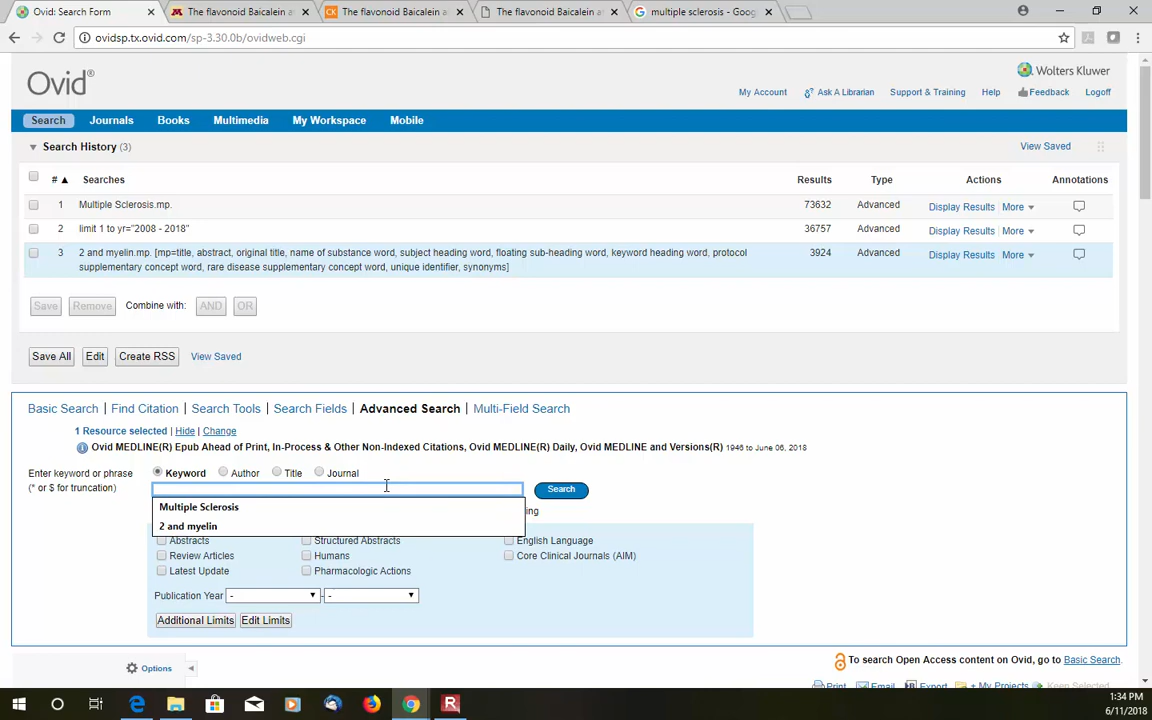 Ovid: Search Form
The flavonoid Baicalein a
CK The flavonoid Baicalein a
The flavonoid Baicalein af
G multiple sclerosis - Goog
ovidsp.tx.ovid.com/sp-3.30.0b/ovidweb.cgi
Ovid®
Wolters Kluwer
My Account Ask A Librarian Support & Training Help Feedback Logoff
Search Journals Books Multimedia My Workspace Mobile
Search History (3) View Saved
# ▲ Searches Results Type Actions Annotations
1 Multiple Sclerosis.mp. 73632 Advanced Display Results More
2 limit 1 to yr="2008 - 2018" 36757 Advanced Display Results More
3 2 and myelin.mp. [mp=title, abstract, original title, name of substance word, subject heading word, floating sub-heading word, keyword heading word, protocol 3924 Advanced Display Results More
supplementary concept word, rare disease supplementary concept word, unique identifier, synonyms]
Save Remove Combine with: AND OR
Save All Edit Create RSS View Saved
Basic Search | Find Citation | Search Tools | Search Fields | Advanced Search | Multi-Field Search
1 Resource selected | Hide | Change
Ovid MEDLINE(R) Epub Ahead of Print, In-Process & Other Non-Indexed Citations, Ovid MEDLINE(R) Daily, Ovid MEDLINE and Versions(R) 1946 to June 06, 2018
Enter keyword or phrase Keyword Author Title Journal
(* or $ for truncation) Search
Multiple Sclerosis
2 and myelin
Abstracts Structured Abstracts English Language
Review Articles Humans Core Clinical Journals (AIM)
Latest Update Pharmacologic Actions
Publication Year - - -
Additional Limits Edit Limits
To search Open Access content on Ovid, go to Basic Search.
Options
Print Email Export + My Projects Keep Selected
1:34 PM
6/11/2018